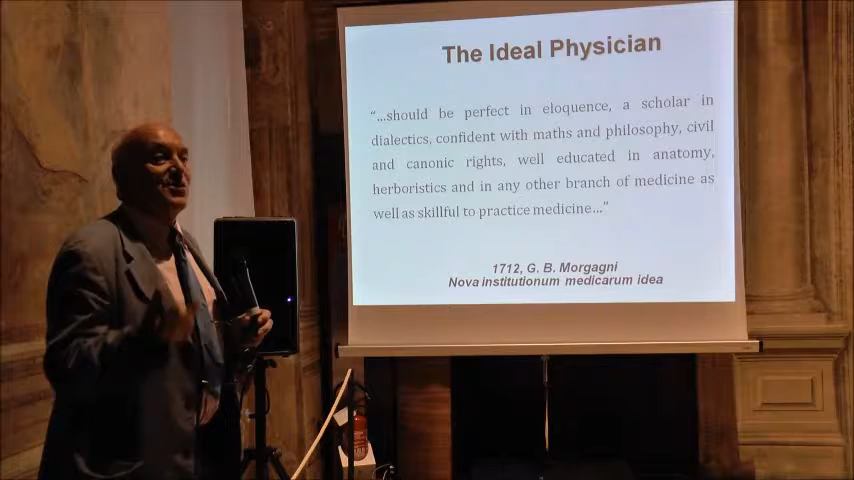 The Ideal Physician
“...should be perfect in eloquence, a scholar in
dialectics, confident with maths and philosophy, civil
and canonic rights, well educated in anatomy,
herboristics and in any other branch of medicine as
well as skillful to practice medicine...”
1712, G. B. Morgagni
Nova institutionum medicarum idea